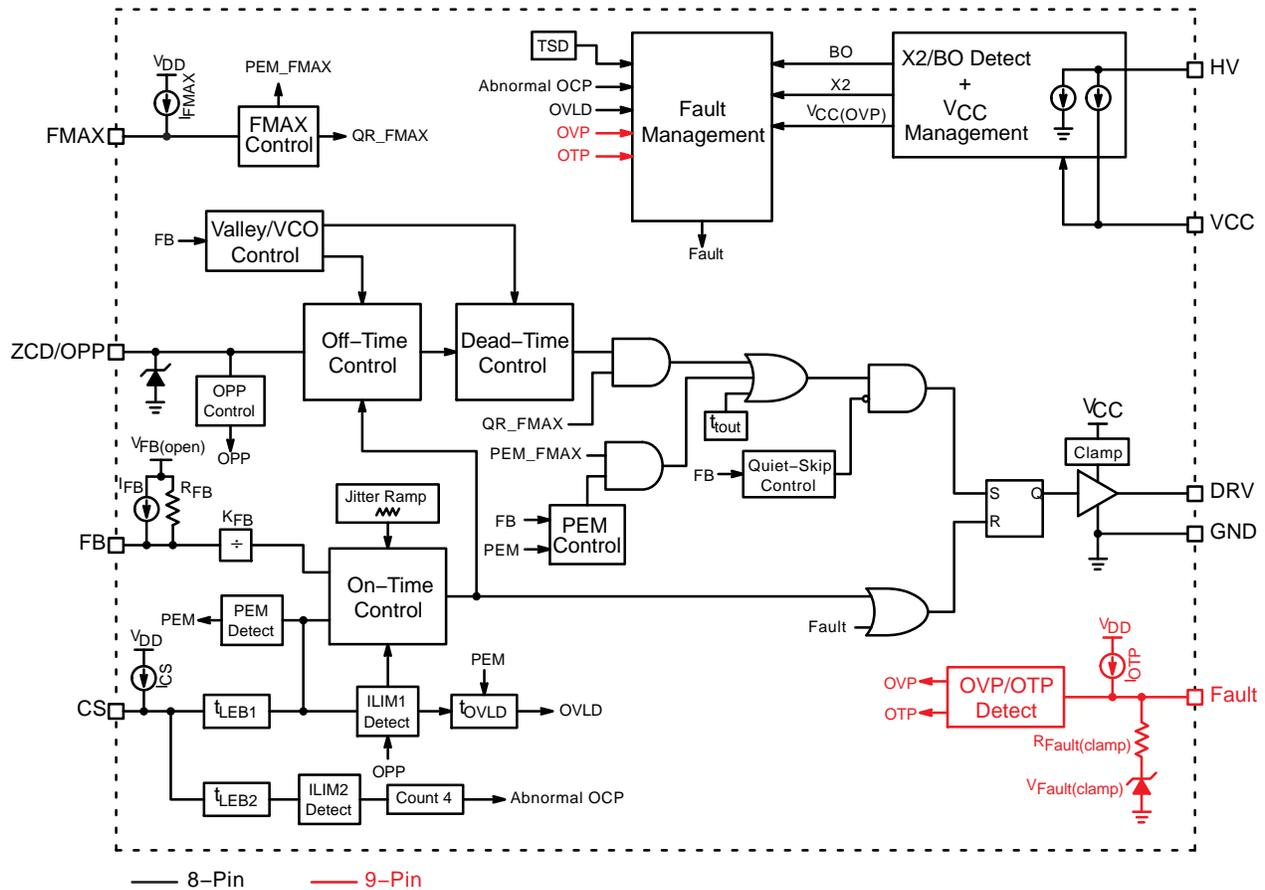 TSD
Abnormal OCP
OVLD
OVP
OTP
Fault
Management
Fault
BO
X2
VCC(OVP)
X2/BO Detect
+
VCC
Management
HV
VCC
VDD
IFMAX
FMAX
PEM_FMAX
FMAX
Control
QR_FMAX
FB
Valley/VCO
Control
ZCD/OPP
OPP
Control
OPP
Off–Time
Control
Dead–Time
Control
QR_FMAX
PEM_FMAX
ttout
FB
Quiet–Skip
Control
FB
PEM
PEM
Control
S
Q
R
VCC
Clamp
DRV
GND
VFB(open)
IFB
RFB
FB
KFB
÷
Jitter Ramp
On–Time
Control
PEM
PEM
Detect
Fault
VDD
ICS
CS
tLEB1
ILIM1
Detect
OPP
PEM
tOVLD
OVLD
tLEB2
ILIM2
Detect
Count 4
Abnormal OCP
OVP
OTP
OVP/OTP
Detect
VDD
IOTP
Fault
RFault(clamp)
VFault(clamp)
8–Pin
9–Pin